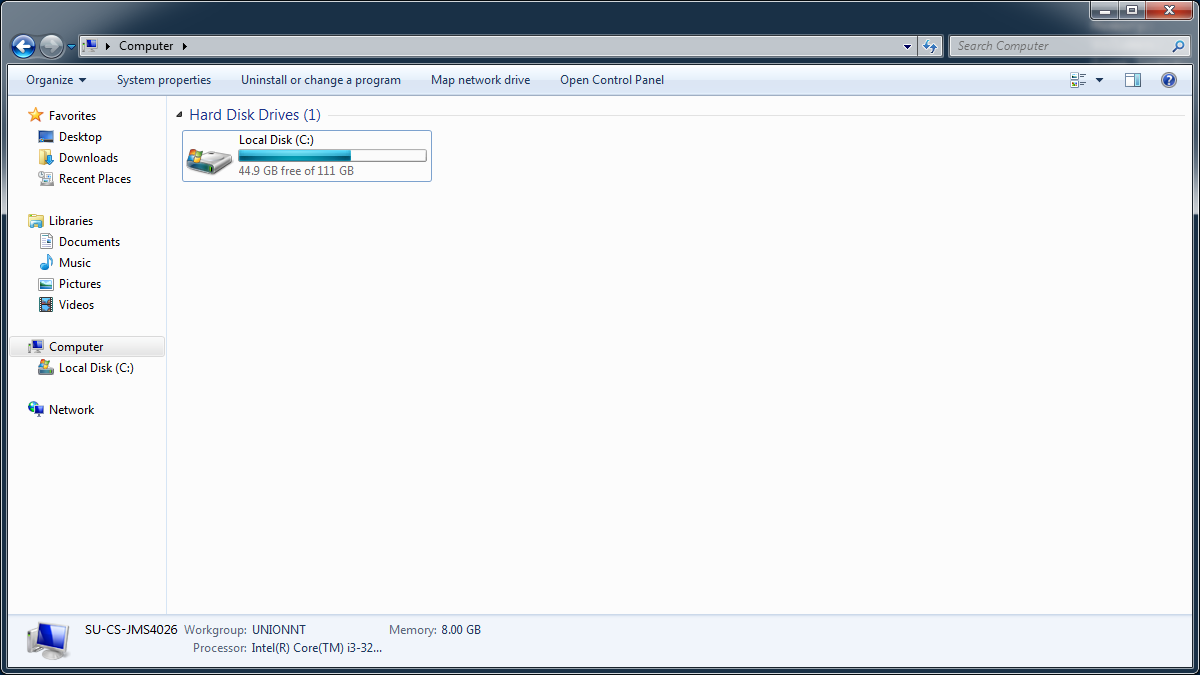 Computer
Search Computer
Organize
System properties
Uninstall or change a program
Map network drive
Open Control Panel
Favorites
Desktop
Downloads
Recent Places
Libraries
Documents
Music
Pictures
Videos
Computer
Local Disk (C:)
Network
Hard Disk Drives (1)
Local Disk (C:)
44.9 GB free of 111 GB
SU-CS-JMS4026 Workgroup: UNIONNT Memory: 8.00 GB
Processor: Intel(R) Core(TM) i3-32...